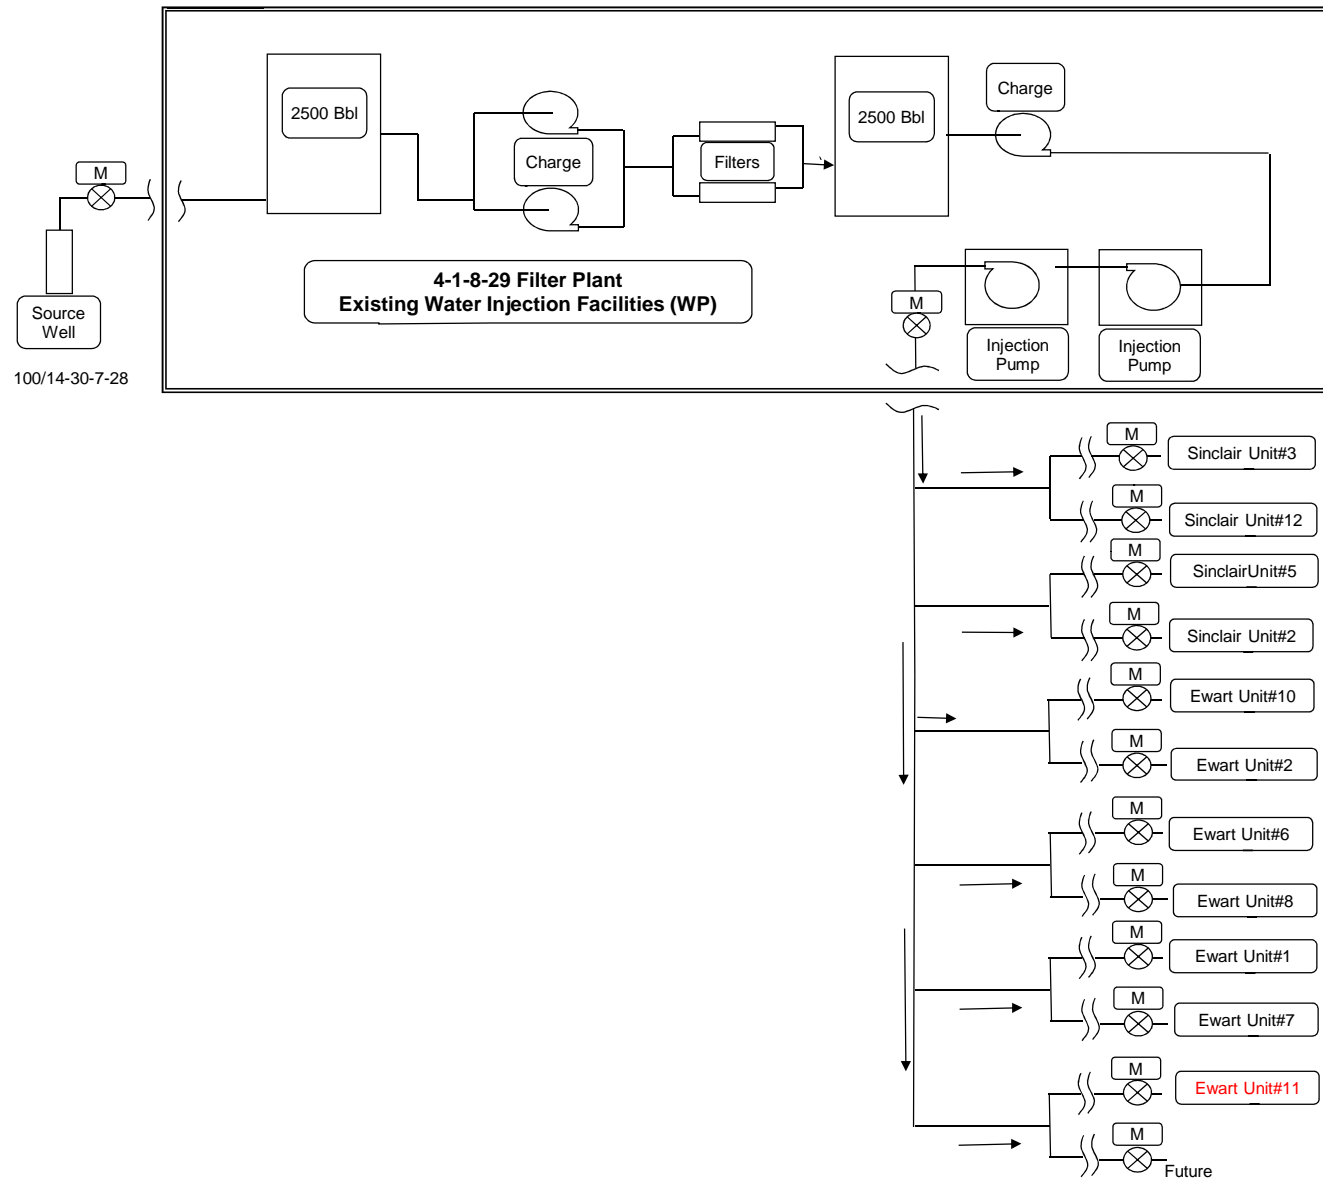 2500 Bbl
Charge
Filters
2500 Bbl
Charge
M
Source
Well
100/14-30-7-28
4-1-8-29 Filter Plant
Existing Water Injection Facilities (WP)
M
Injection
Pump
Injection
Pump
M
Sinclair Unit#3
M
Sinclair Unit#12
M
SinclairUnit#5
M
Sinclair Unit#2
M
Ewart Unit#10
M
Ewart Unit#2
M
Ewart Unit#6
M
Ewart Unit#8
M
Ewart Unit#1
M
Ewart Unit#7
M
Ewart Unit#11
M
Future